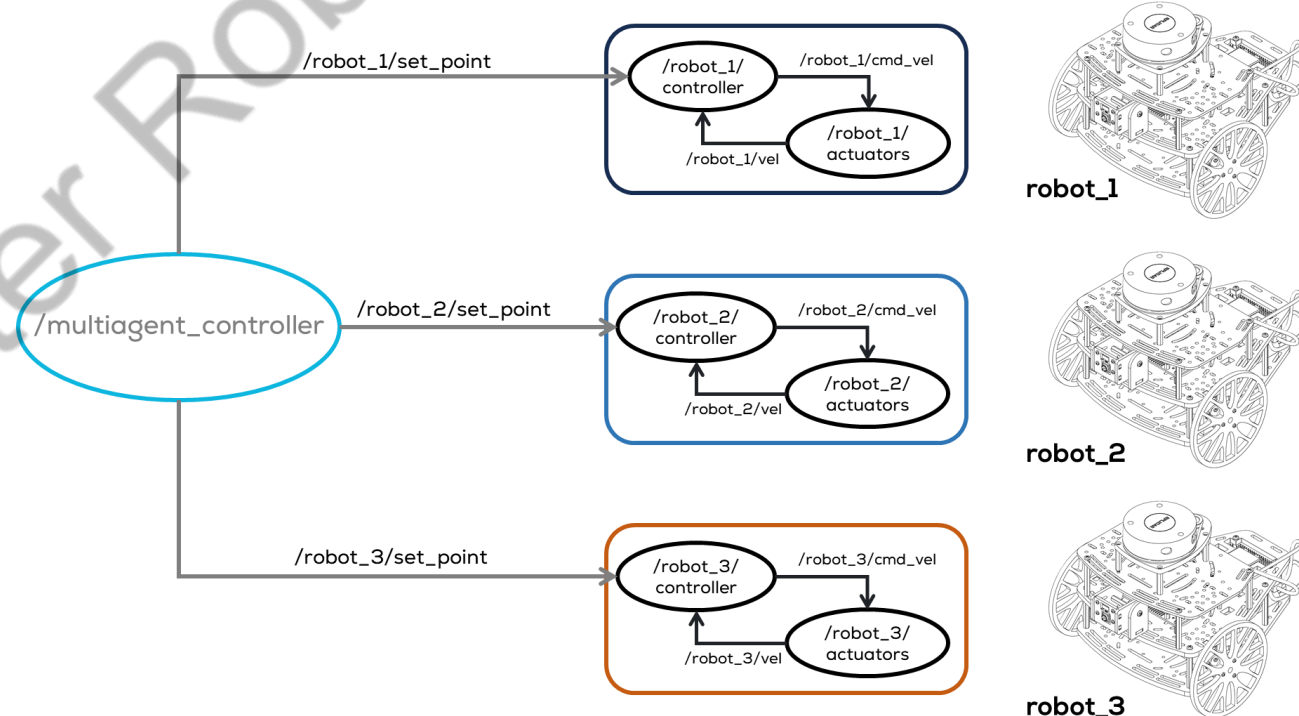 /robot_1/set_point
/robot_1/
controller
/robot_1/cmd_vel
/robot_1/
actuators
/robot_1/vel
robot_1
/multiagent_controller
/robot_2/set_point
/robot_2/
controller
/robot_2/cmd_vel
/robot_2/
actuators
/robot_2/vel
robot_2
/robot_3/set_point
/robot_3/
controller
/robot_3/cmd_vel
/robot_3/
actuators
/robot_3/vel
robot_3